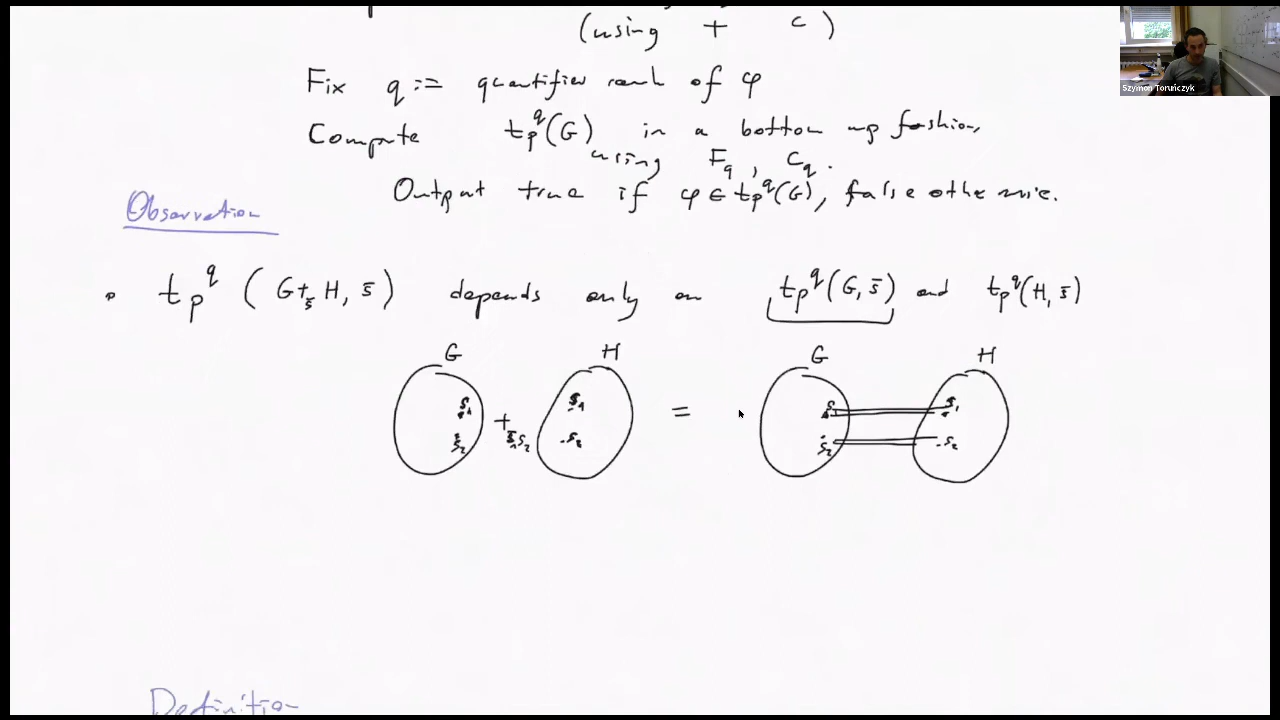 (using + c)
Szymon Toruńczyk
Fix q := quantifier rank of φ
Compute tp^q(G) in a bottom up fashion,
using F_q, C_q.
Output true if φ ∈ tp^q(G), false otherwise.
Observation
• tp^q (G +_s̄ H, s̄) depends only on tp^q(G, s̄) and tp^q(H, s̄)
G H G H
s₁ s₁ s₁ s₁
+ s₁s₂ =
s₂ s₂ s₂ s₂
Definition